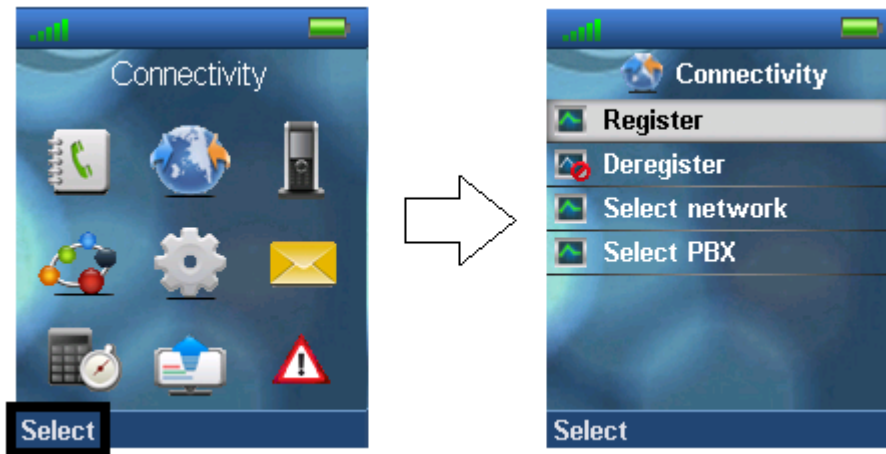 Connectivity
Select
Connectivity
Register
Deregister
Select network
Select PBX
Select